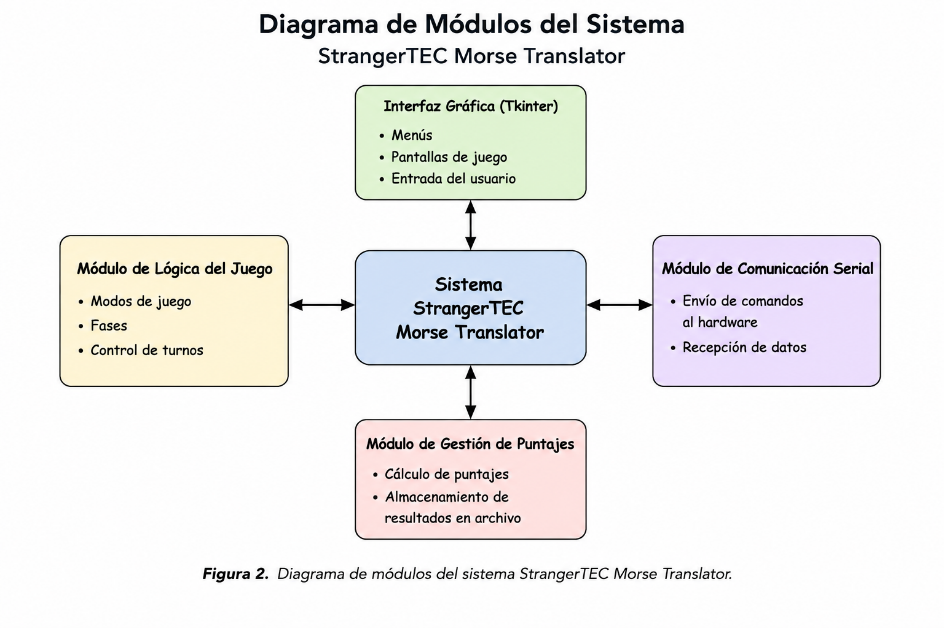 Diagrama de Módulos del Sistema
StrangerTEC Morse Translator
Interfaz Gráfica (Tkinter)
• Menús
• Pantallas de juego
• Entrada del usuario
Módulo de Lógica del Juego
• Modos de juego
• Fases
• Control de turnos
Sistema
StrangerTEC
Morse Translator
Módulo de Comunicación Serial
• Envío de comandos
al hardware
• Recepción de datos
Módulo de Gestión de Puntajes
• Cálculo de puntajes
• Almacenamiento de
resultados en archivo
Figura 2. Diagrama de módulos del sistema StrangerTEC Morse Translator.